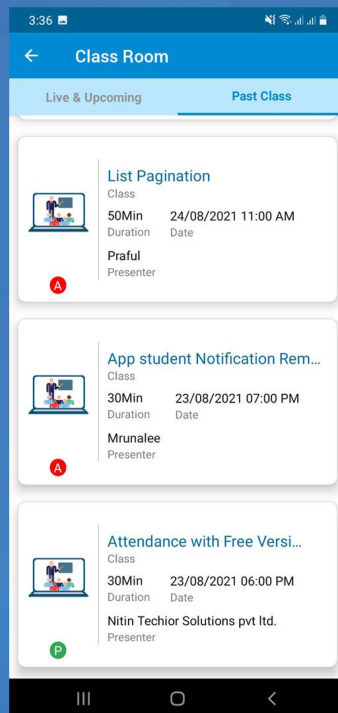 3:36
Class Room
Live & Upcoming Past Class
List Pagination
Class
50Min 24/08/2021 11:00 AM
Duration Date
Praful
Presenter
A
App student Notification Rem...
Class
30Min 23/08/2021 07:00 PM
Duration Date
Mrunalee
Presenter
A
Attendance with Free Versi...
Class
30Min 23/08/2021 06:00 PM
Duration Date
Nitin Techior Solutions pvt ltd.
Presenter
P